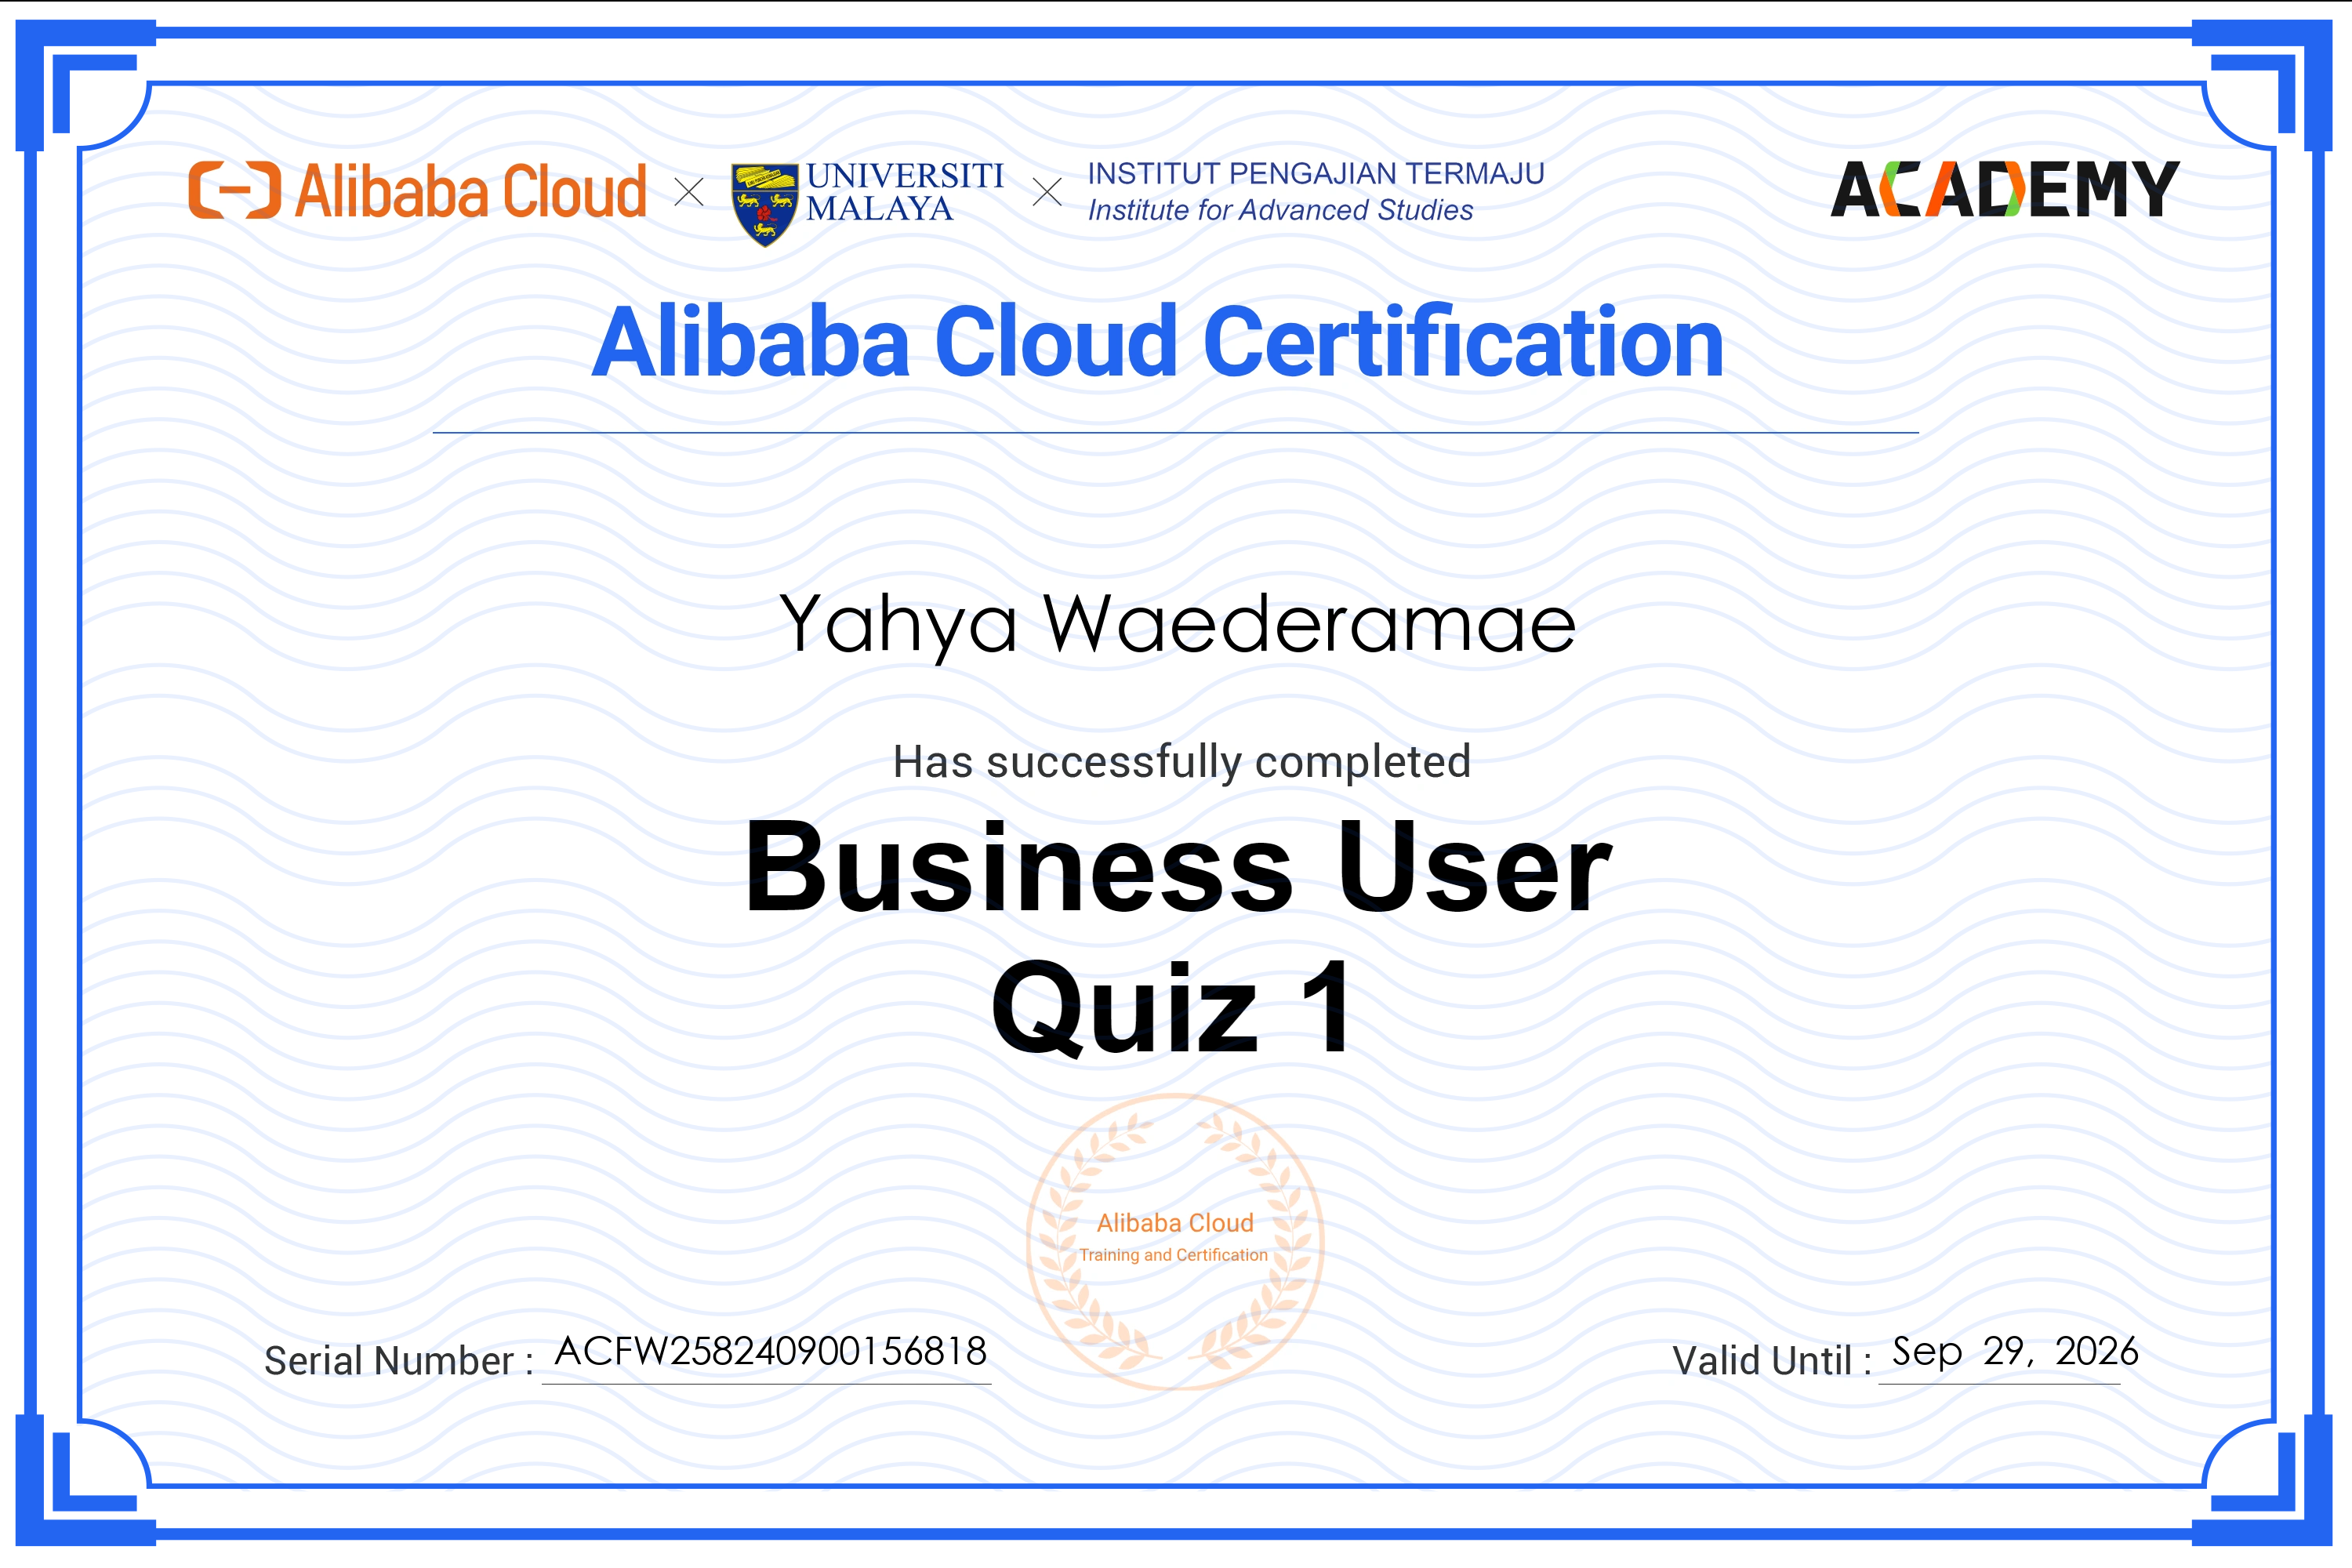 Alibaba Cloud × UNIVERSITI MALAYA × INSTITUT PENGAJIAN TERMAJU
Institute for Advanced Studies
ACADEMY
Alibaba Cloud Certification
Yahya Waederamae
Has successfully completed
Business User
Quiz 1
Alibaba Cloud
Training and Certification
Serial Number : ACFW258240900156818
Valid Until : Sep 29, 2026